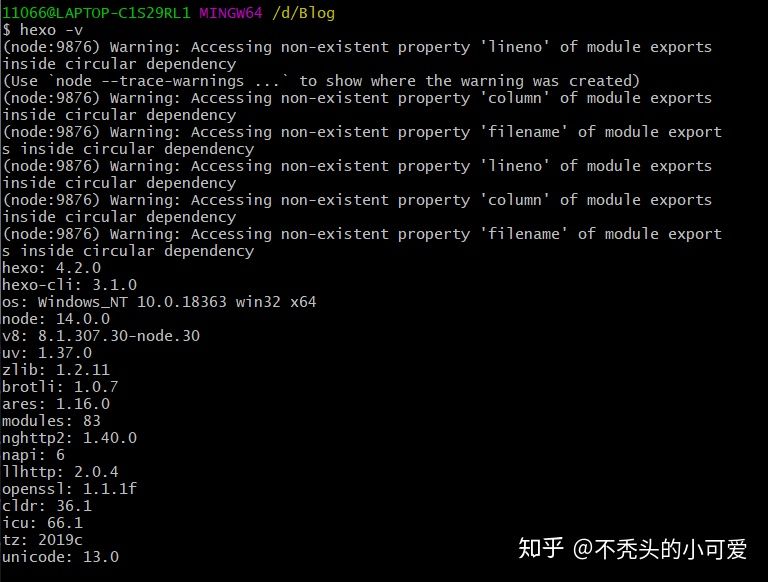 11066@LAPTOP-C1S29RL1 MINGW64 /d/Blog
$ hexo -v
(node:9876) Warning: Accessing non-existent property 'lineno' of module exports
inside circular dependency
(Use `node --trace-warnings ...` to show where the warning was created)
(node:9876) Warning: Accessing non-existent property 'column' of module exports
inside circular dependency
(node:9876) Warning: Accessing non-existent property 'filename' of module export
s inside circular dependency
(node:9876) Warning: Accessing non-existent property 'lineno' of module exports
inside circular dependency
(node:9876) Warning: Accessing non-existent property 'column' of module exports
inside circular dependency
(node:9876) Warning: Accessing non-existent property 'filename' of module export
s inside circular dependency
hexo: 4.2.0
hexo-cli: 3.1.0
os: Windows_NT 10.0.18363 win32 x64
node: 14.0.0
v8: 8.1.307.30-node.30
uv: 1.37.0
zlib: 1.2.11
brotli: 1.0.7
ares: 1.16.0
modules: 83
nghttp2: 1.40.0
napi: 6
llhttp: 2.0.4
openssl: 1.1.1f
cldr: 36.1
icu: 66.1
tz: 2019c
unicode: 13.0
知乎 @不秃头的小可爱